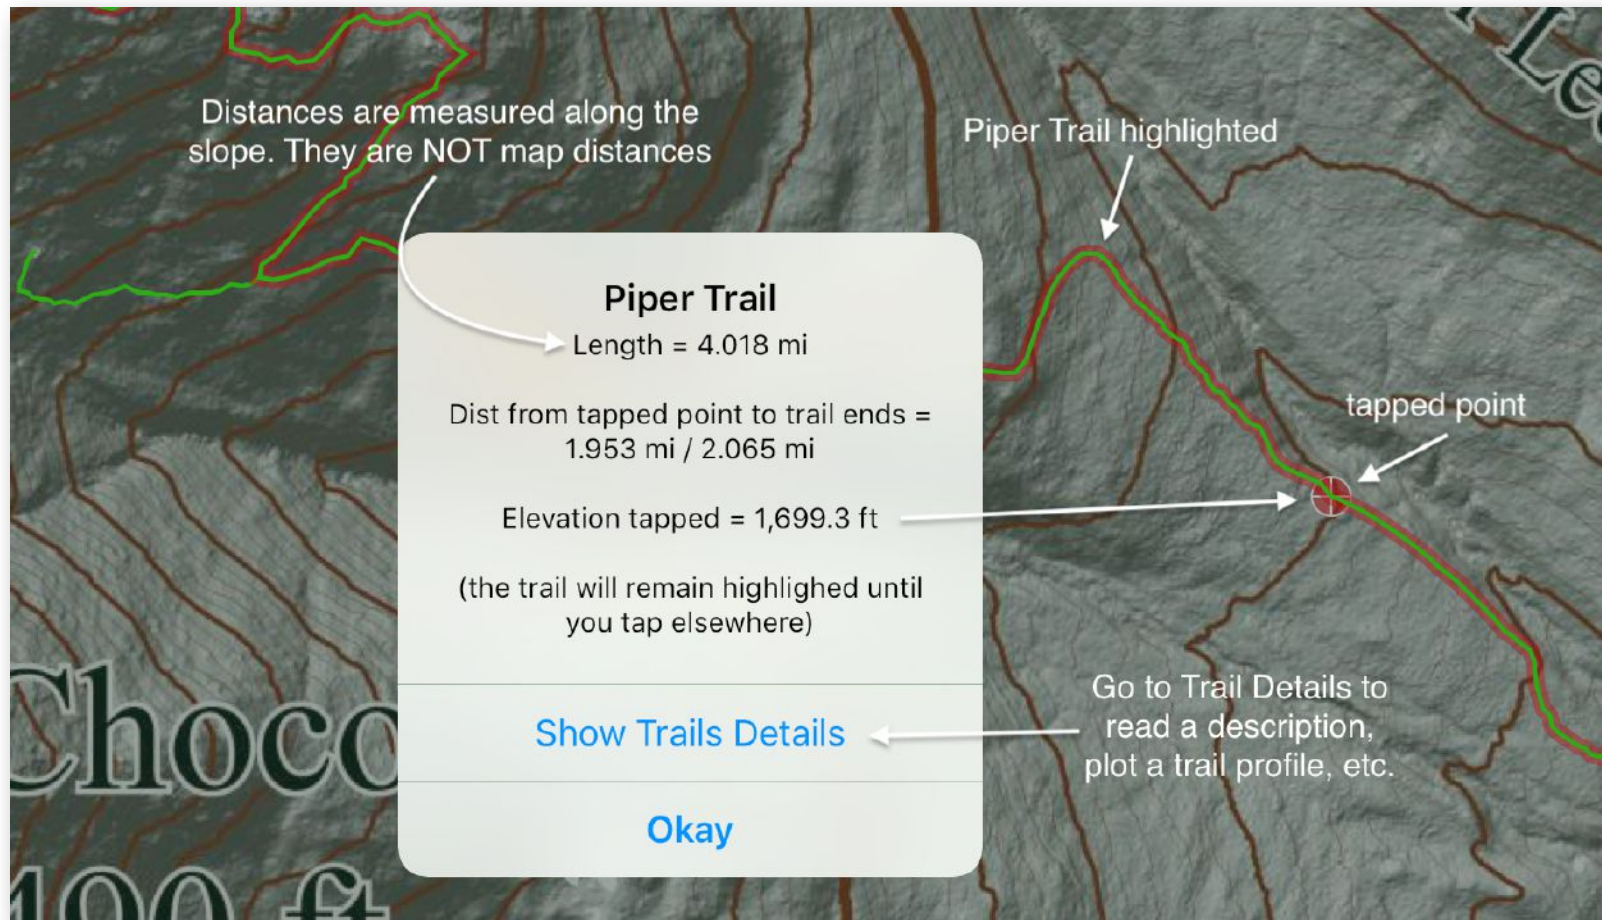 Distances are measured along the
slope. They are NOT map distances
Piper Trail highlighted
Piper Trail
Length = 4.018 mi
Dist from tapped point to trail ends =
1.953 mi / 2.065 mi
tapped point
Elevation tapped = 1,699.3 ft
(the trail will remain highlighed until
you tap elsewhere)
Go to Trail Details to
read a description,
plot a trail profile, etc.
Show Trails Details
Okay
Choco
490 ft